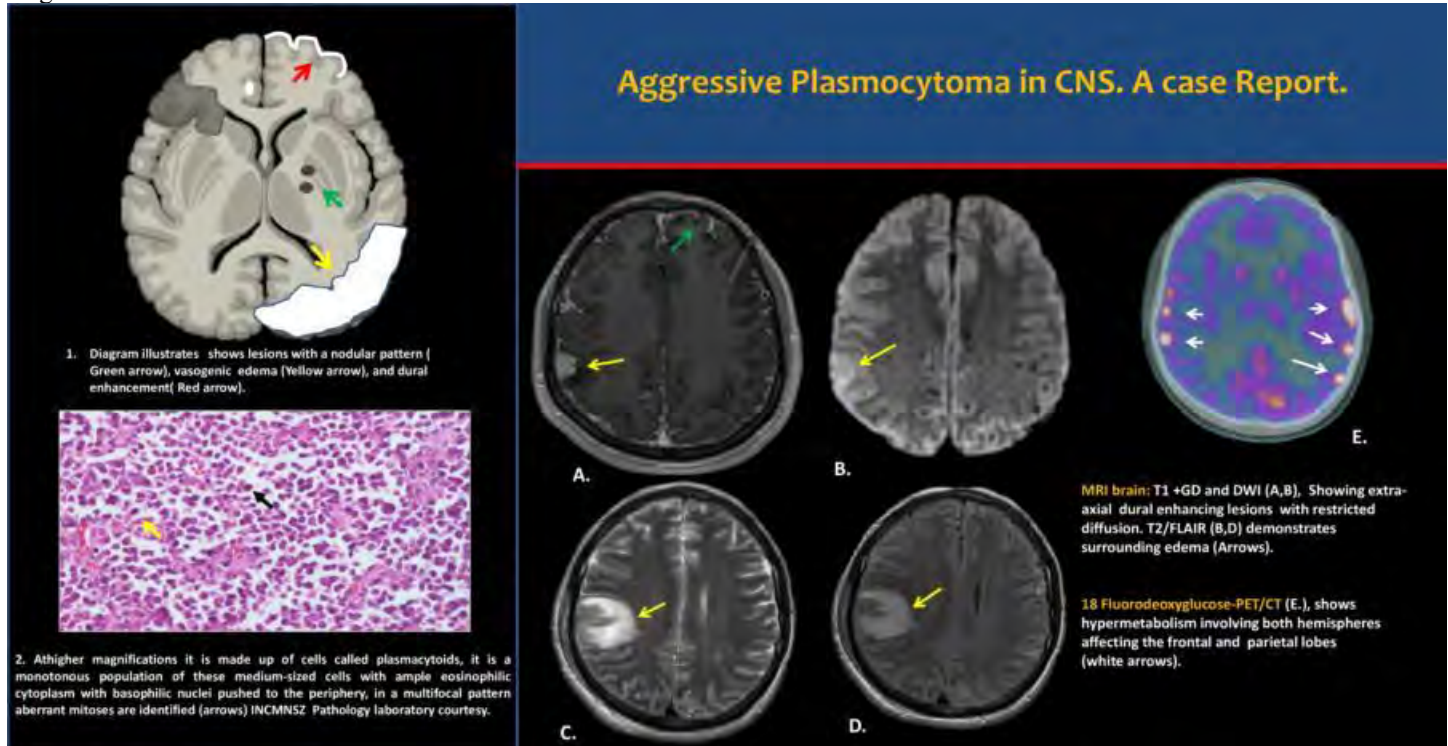 1. Diagram illustrates shows lesions with a nodular pattern (
Green arrow), vasogenic edema (Yellow arrow), and dural
enhancement( Red arrow).
2. Athigher magnifications it is made up of cells called plasmacytoids, it is a
monotonous population of these medium-sized cells with ample eosinophilic
cytoplasm with basophilic nuclei pushed to the periphery, in a multifocal pattern
aberrant mitoses are identified (arrows) INCMNSZ Pathology laboratory courtesy.
Aggressive Plasmocytoma in CNS. A case Report.
A.
B.
E.
C.
D.
MRI brain: T1 +GD and DWI (A,B), Showing extra-
axial dural enhancing lesions with restricted
diffusion. T2/FLAIR (B,D) demonstrates
surrounding edema (Arrows).
18 Fluorodeoxyglucose-PET/CT (E.), shows
hypermetabolism involving both hemispheres
affecting the frontal and parietal lobes
(white arrows).